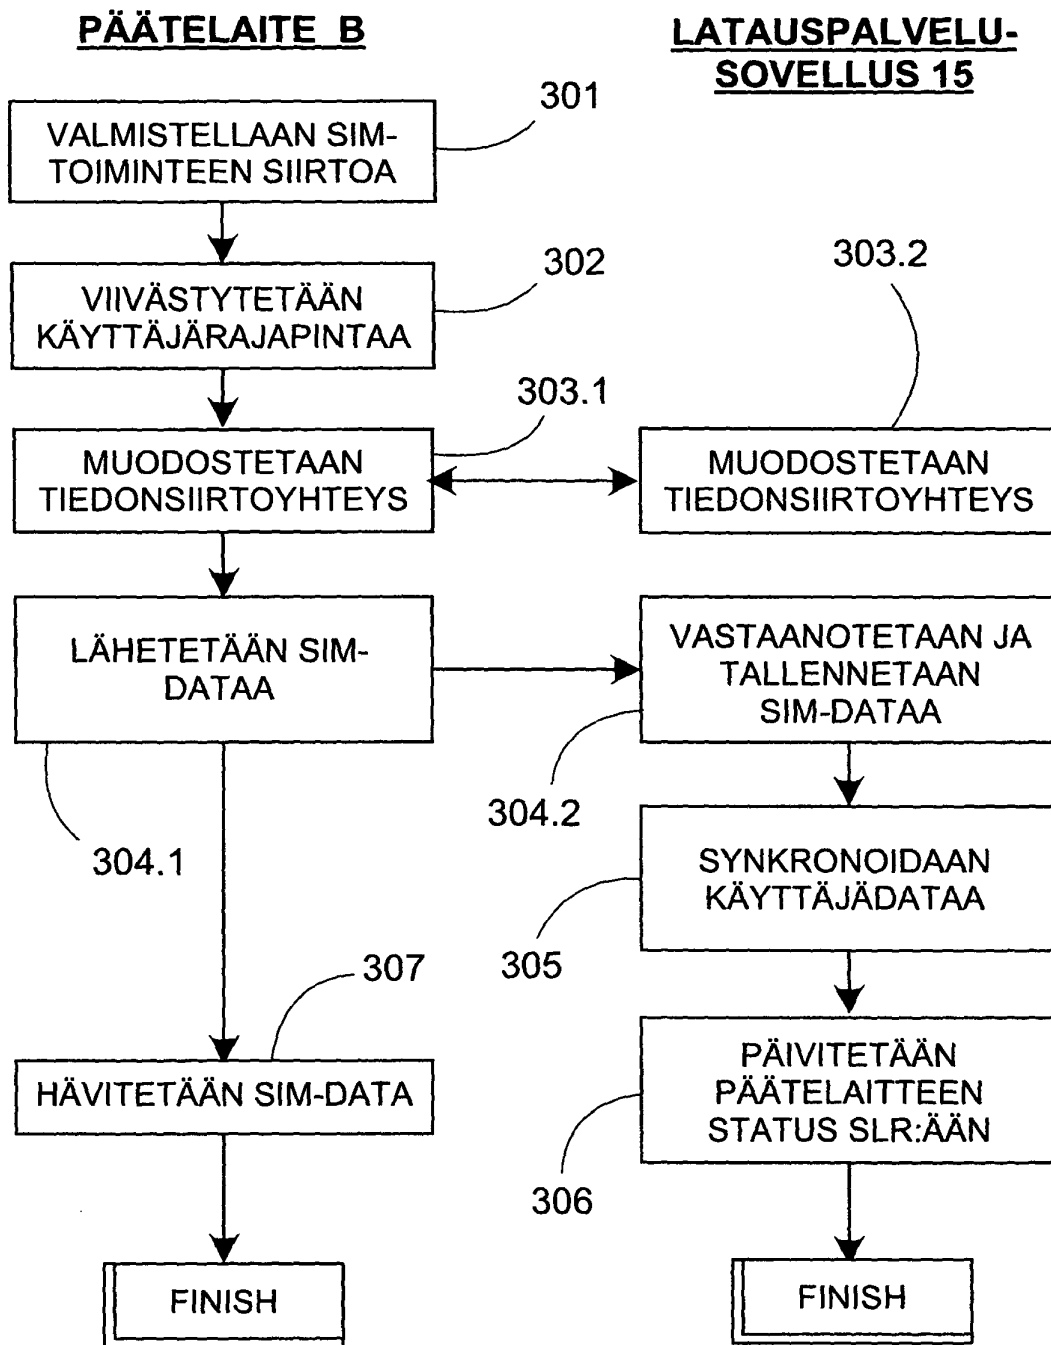 PÄÄTELAITE B
LATAUSPALVELU-
SOVELLUS 15
301
VALMISTELLAAN SIM-
TOIMINTEEN SIIRTOA
302
303.2
VIIVÄSTYTETÄÄN
KÄYTTÄJÄRAJAPINTAA
303.1
MUODOSTETAAN
TIEDONSIIRTOYHTEYS
MUODOSTETAAN
TIEDONSIIRTOYHTEYS
LÄHETETÄÄN SIM-
DATAA
VASTAANOTETAAN JA
TALLENNETAAN
SIM-DATAA
304.1
304.2
SYNKRONOIDAAN
KÄYTTÄJÄDATAA
305
307
HÄVITETÄÄN SIM-DATA
PÄIVITETÄÄN
PÄÄTELAITTEEN
STATUS SLR:ÄÄN
306
FINISH
FINISH